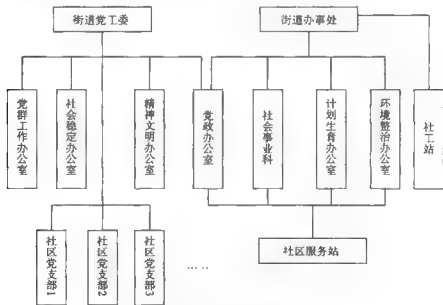 街道党工委
街道办事处
党群工作办公室
社会稳定办公室
精神文明办公室
党政办公室
社会事业科
计划生育办公室
环境整治办公室
社工站
社区党支部1
社区党支部2
社区党支部3
.....
社区服务站